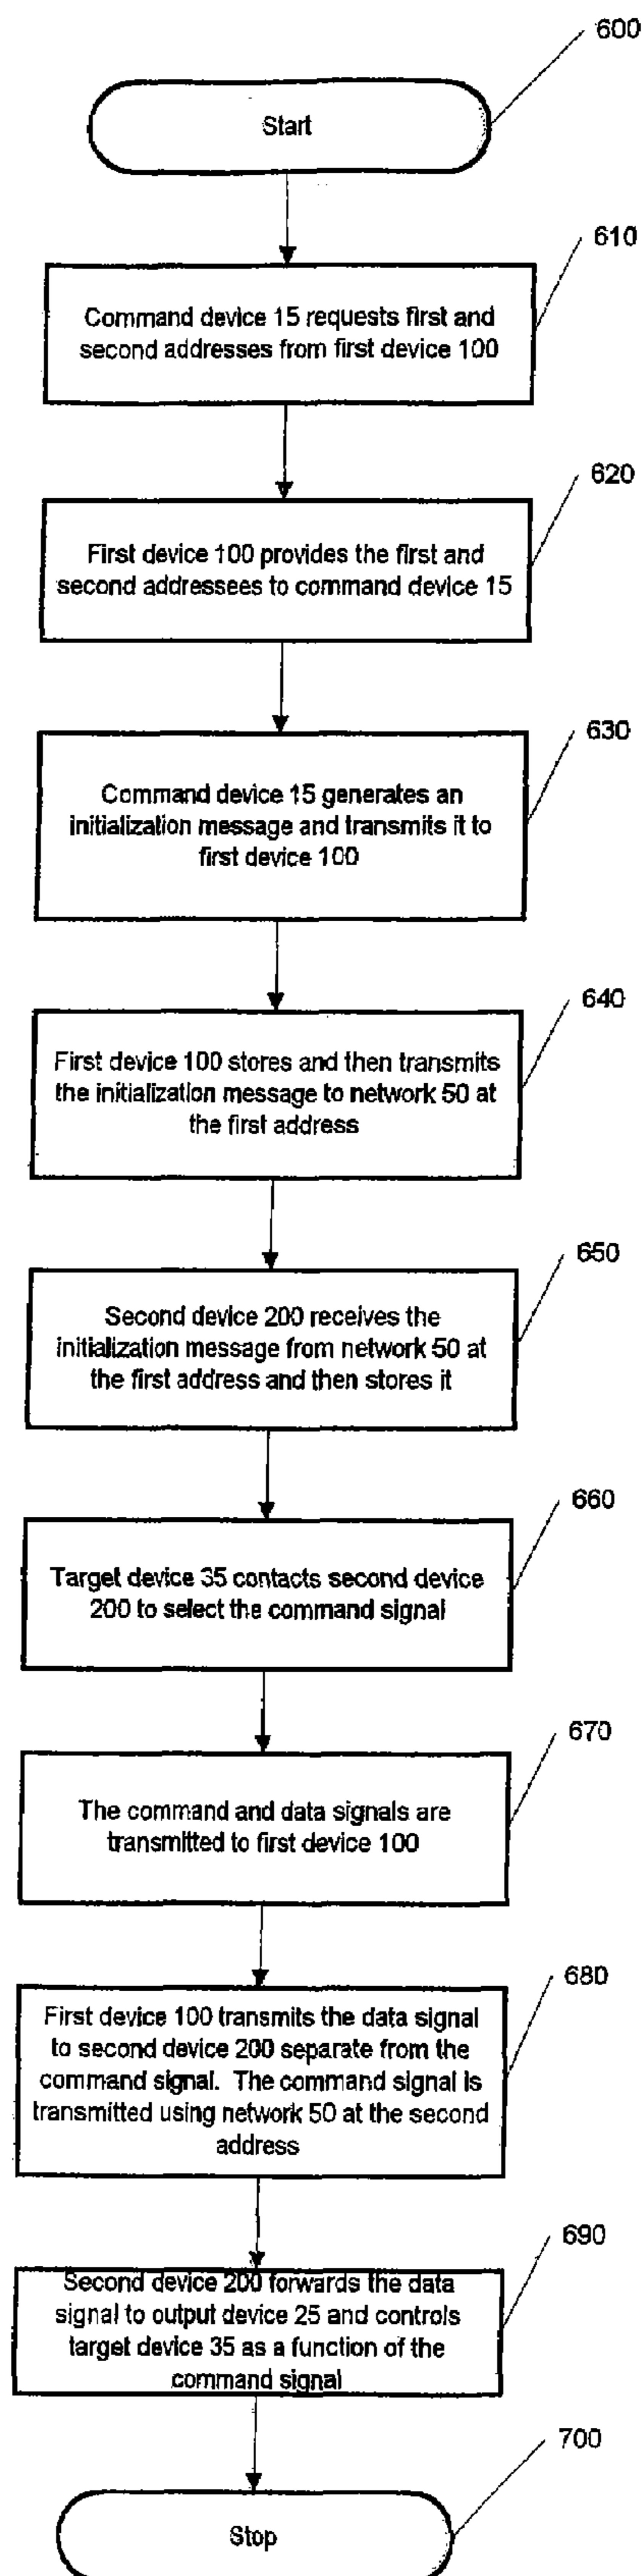 600
Start
610
Command device 15 requests first and
second addresses from first device 100
620
First device 100 provides the first and
second addressees to command device 15
630
Command device 15 generates an
initialization message and transmits it to
first device 100
640
First device 100 stores and then transmits
the initialization message to network 50 at
the first address
650
Second device 200 receives the
initialization message from network 50 at
the first address and then stores it
660
Target device 35 contacts second device
200 to select the command signal
670
The command and data signals are
transmitted to first device 100
680
First device 100 transmits the data signal
to second device 200 separate from the
command signal. The command signal is
transmitted using network 50 at the second
address
690
Second device 200 forwards the data
signal to output device 25 and controls
target device 35 as a function of the
command signal
700
Stop